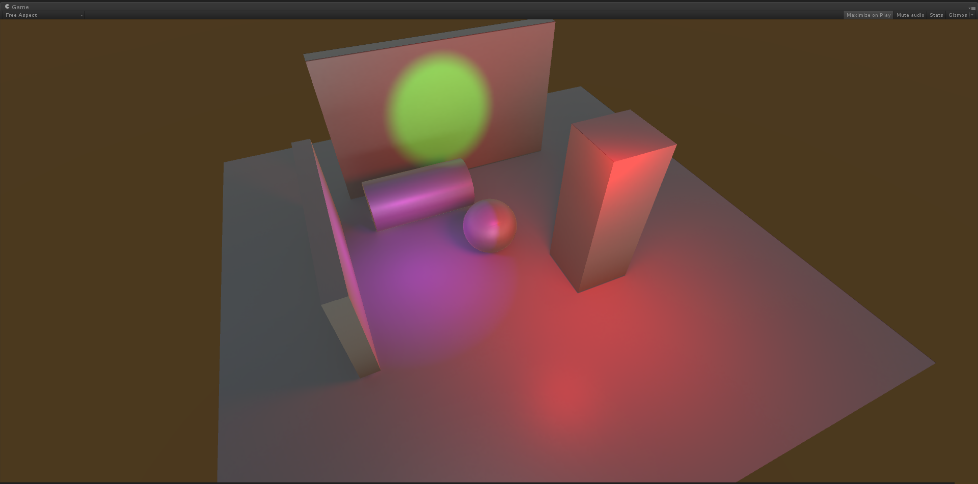 Game
Free Aspect
Maximize on Play Mute audio Stats Gizmos